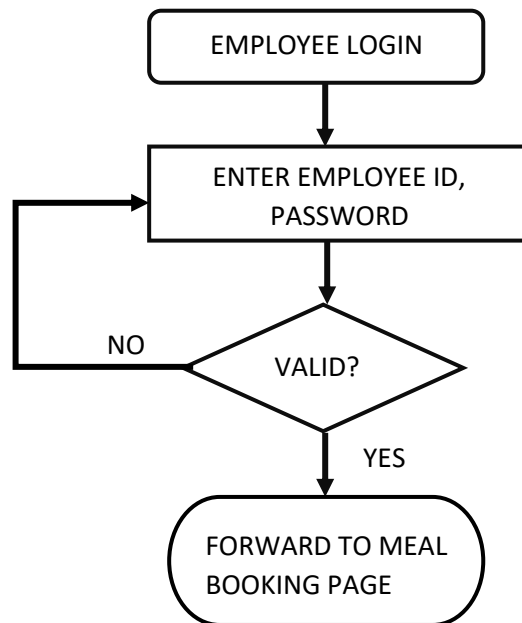 EMPLOYEE LOGIN
ENTER EMPLOYEE ID,
PASSWORD
NO
VALID?
YES
FORWARD TO MEAL
BOOKING PAGE